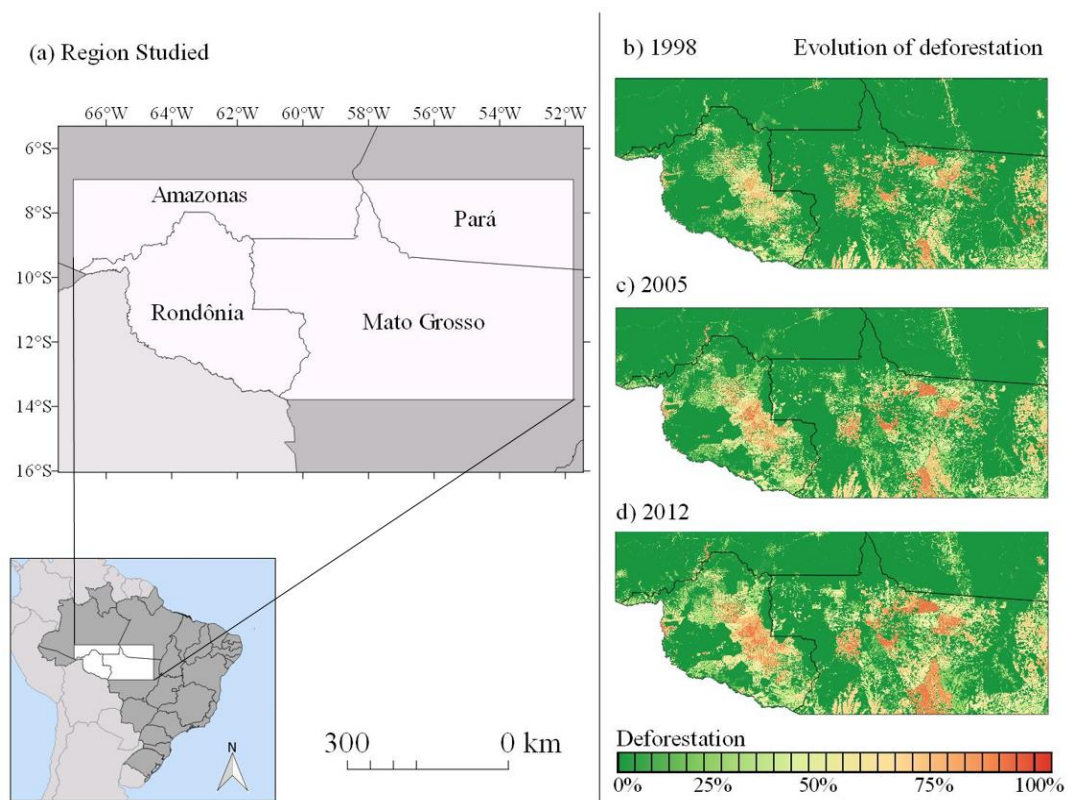 (a) Region Studied
66°W 64°W 62°W 60°W 58°W 56°W 54°W 52°W
6°S
8°S
10°S
12°S
14°S
16°S
Amazonas
Pará
Rondônia
Mato Grosso
N
300 0 km
b) 1998 Evolution of deforestation
c) 2005
d) 2012
Deforestation
0% 25% 50% 75% 100%